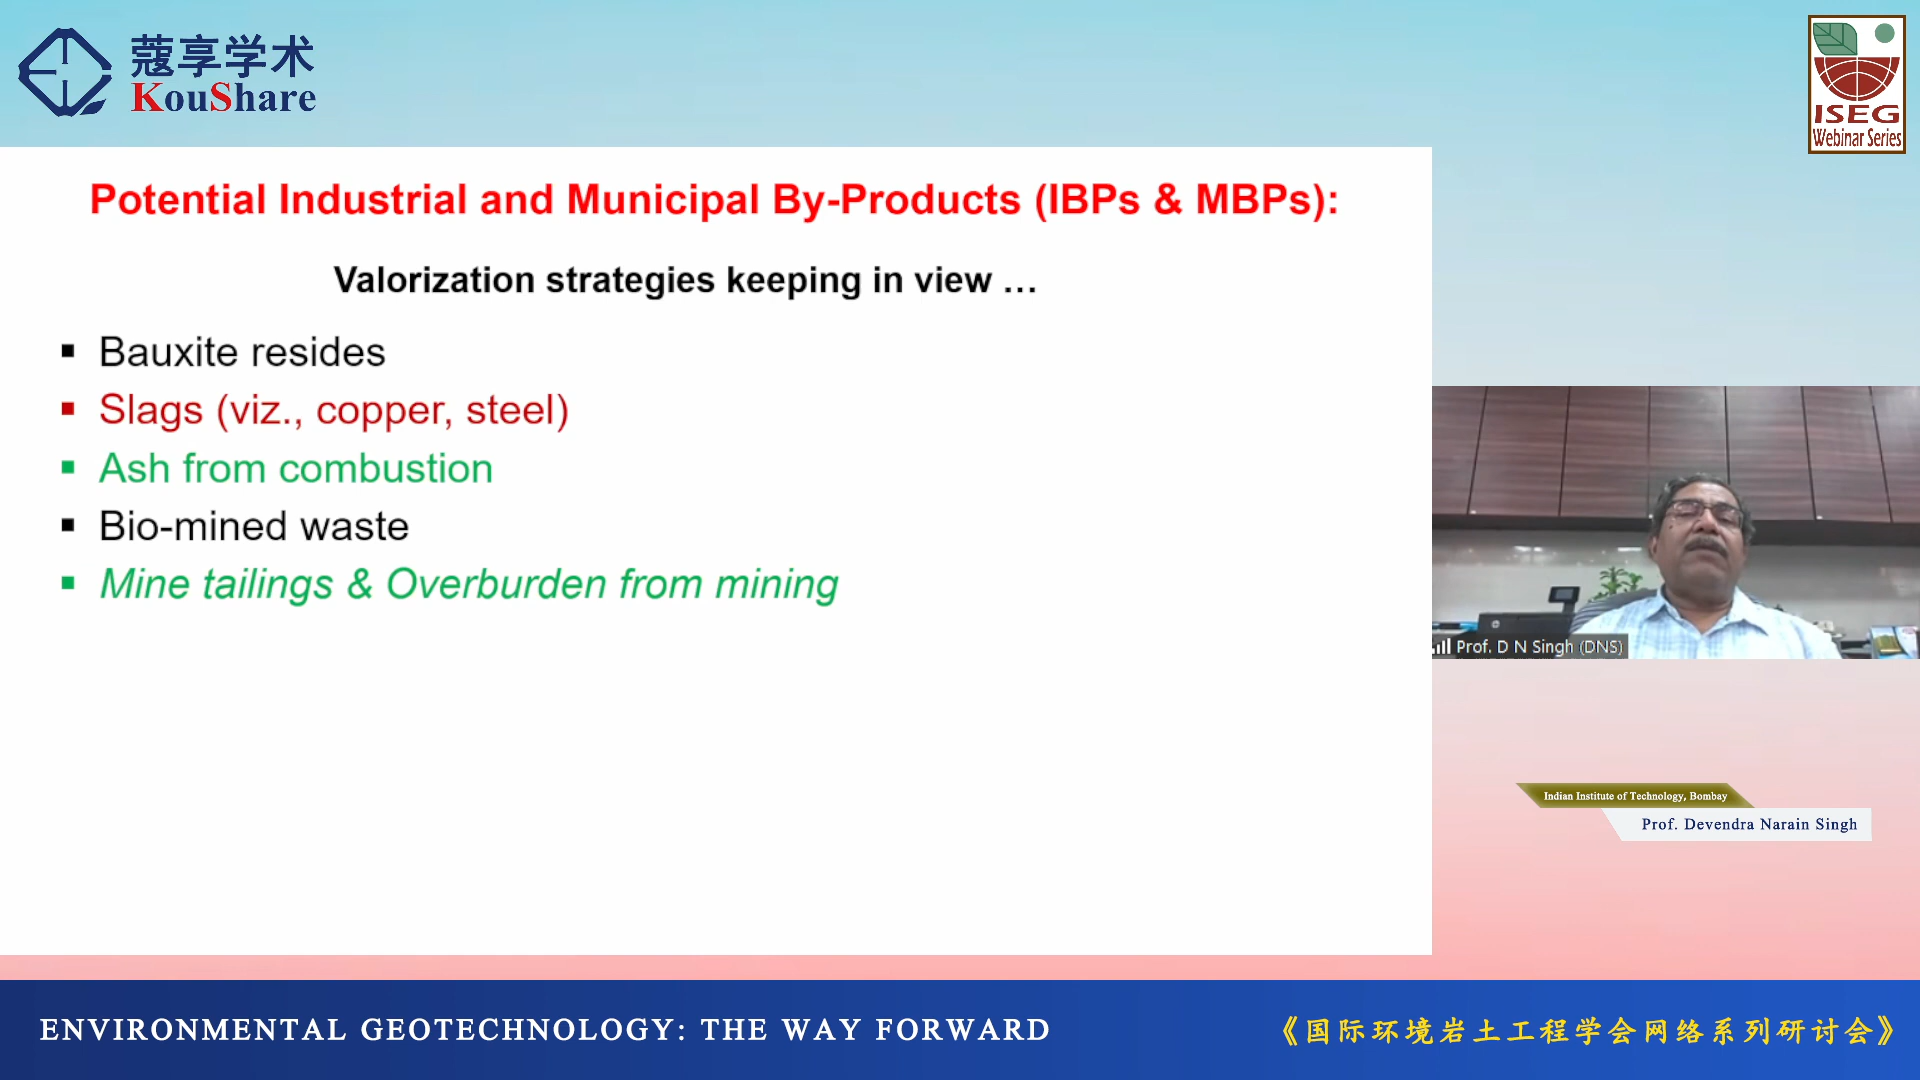 蔻享学术
KouShare
ISEG
Webinar Series
Potential Industrial and Municipal By-Products (IBPs & MBPs):
Valorization strategies keeping in view …
▪ Bauxite resides
▪ Slags (viz., copper, steel)
▪ Ash from combustion
▪ Bio-mined waste
▪ Mine tailings & Overburden from mining
Prof. D N Singh (DNS)
Indian Institute of Technology, Bombay
Prof. Devendra Narain Singh
ENVIRONMENTAL GEOTECHNOLOGY: THE WAY FORWARD
《国际环境岩土工程学会网络系列研讨会》